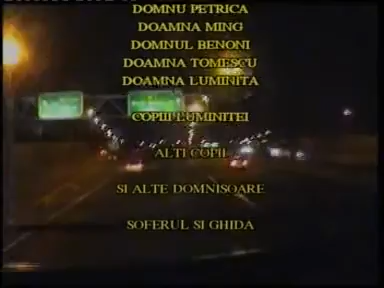 DOMNU PETRICA
DOAMNA MING
DOMNUL BENONI
DOAMNA TOMESCU
DOAMNA LUMINITA
COPIII LUMINITEI
ALTI COPII
SI ALTE DOMNISOARE
SOFERUL SI GHIDA